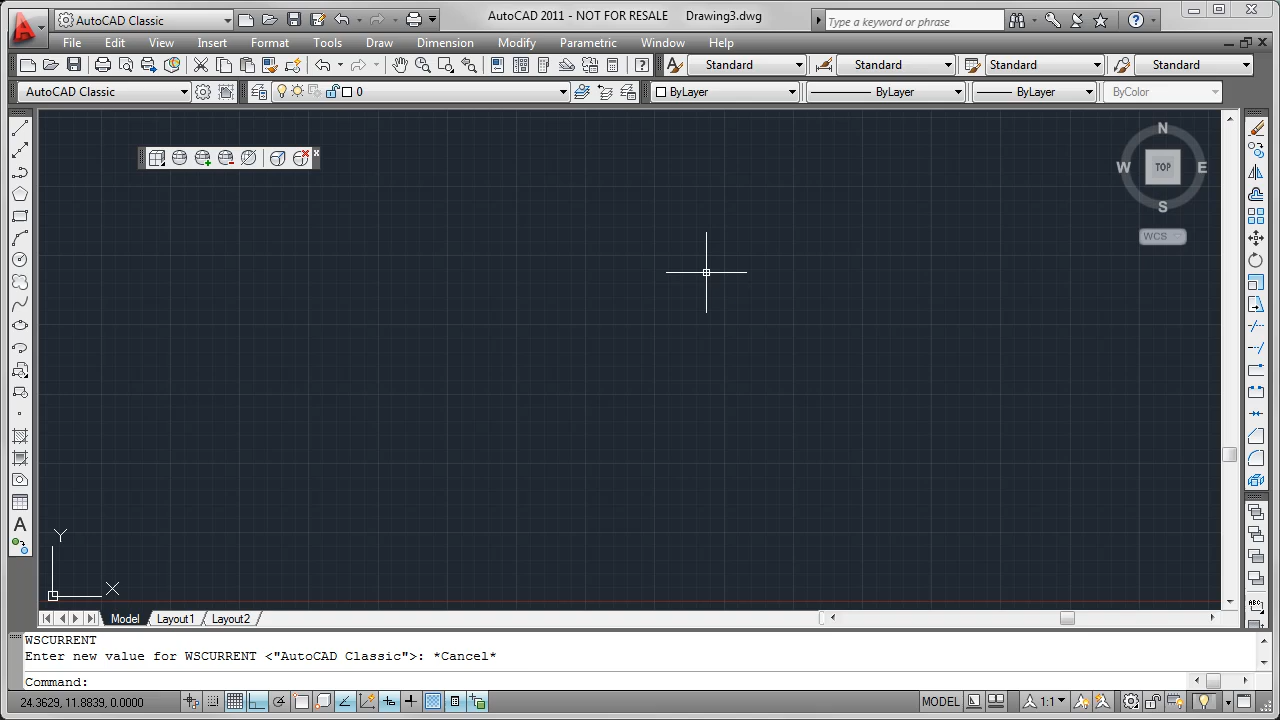 AutoCAD Classic
AutoCAD 2011 - NOT FOR RESALE Drawing3.dwg
Type a keyword or phrase
File Edit View Insert Format Tools Draw Dimension Modify Parametric Window Help
Standard Standard Standard Standard
AutoCAD Classic 0 ByLayer ByLayer ByLayer ByColor
N
W TOP E
S
WCS
Y
X
Model Layout1 Layout2
WSCURRENT
Enter new value for WSCURRENT <"AutoCAD Classic">: *Cancel*
Command:
24.3629, 11.8839, 0.0000 MODEL 1:1